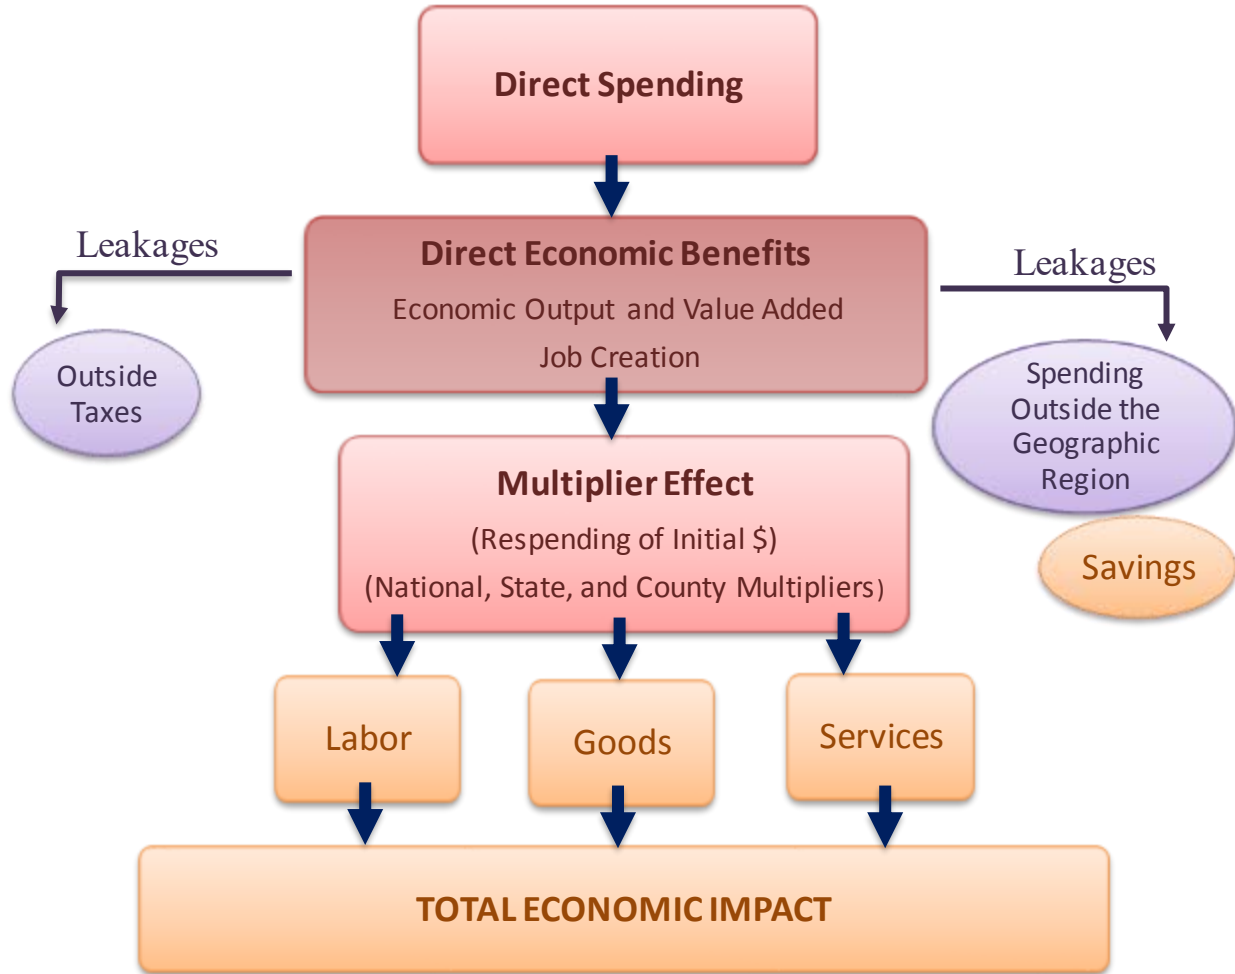 Direct Spending
Leakages
Direct Economic Benefits
Economic Output and Value Added
Job Creation
Leakages
Outside
Taxes
Spending
Outside the
Geographic
Region
Savings
Multiplier Effect
(Respending of Initial $)
(National, State, and County Multipliers)
Labor
Goods
Services
TOTAL ECONOMIC IMPACT